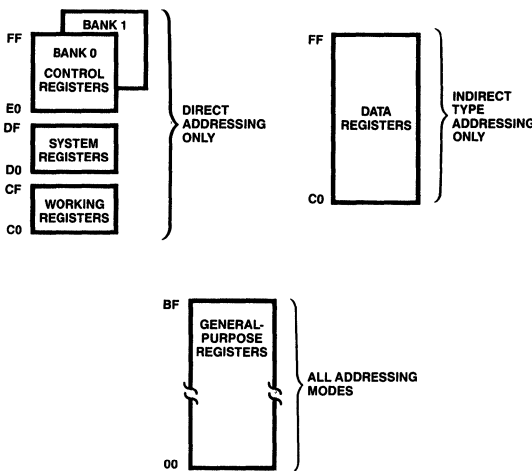 BANK 1
FF
BANK 0
CONTROL
REGISTERS
E0
DF
SYSTEM
REGISTERS
D0
CF
WORKING
REGISTERS
C0
DIRECT
ADDRESSING
ONLY
FF
DATA
REGISTERS
C0
INDIRECT
TYPE
ADDRESSING
ONLY
BF
GENERAL-
PURPOSE
REGISTERS
00
ALL ADDRESSING
MODES